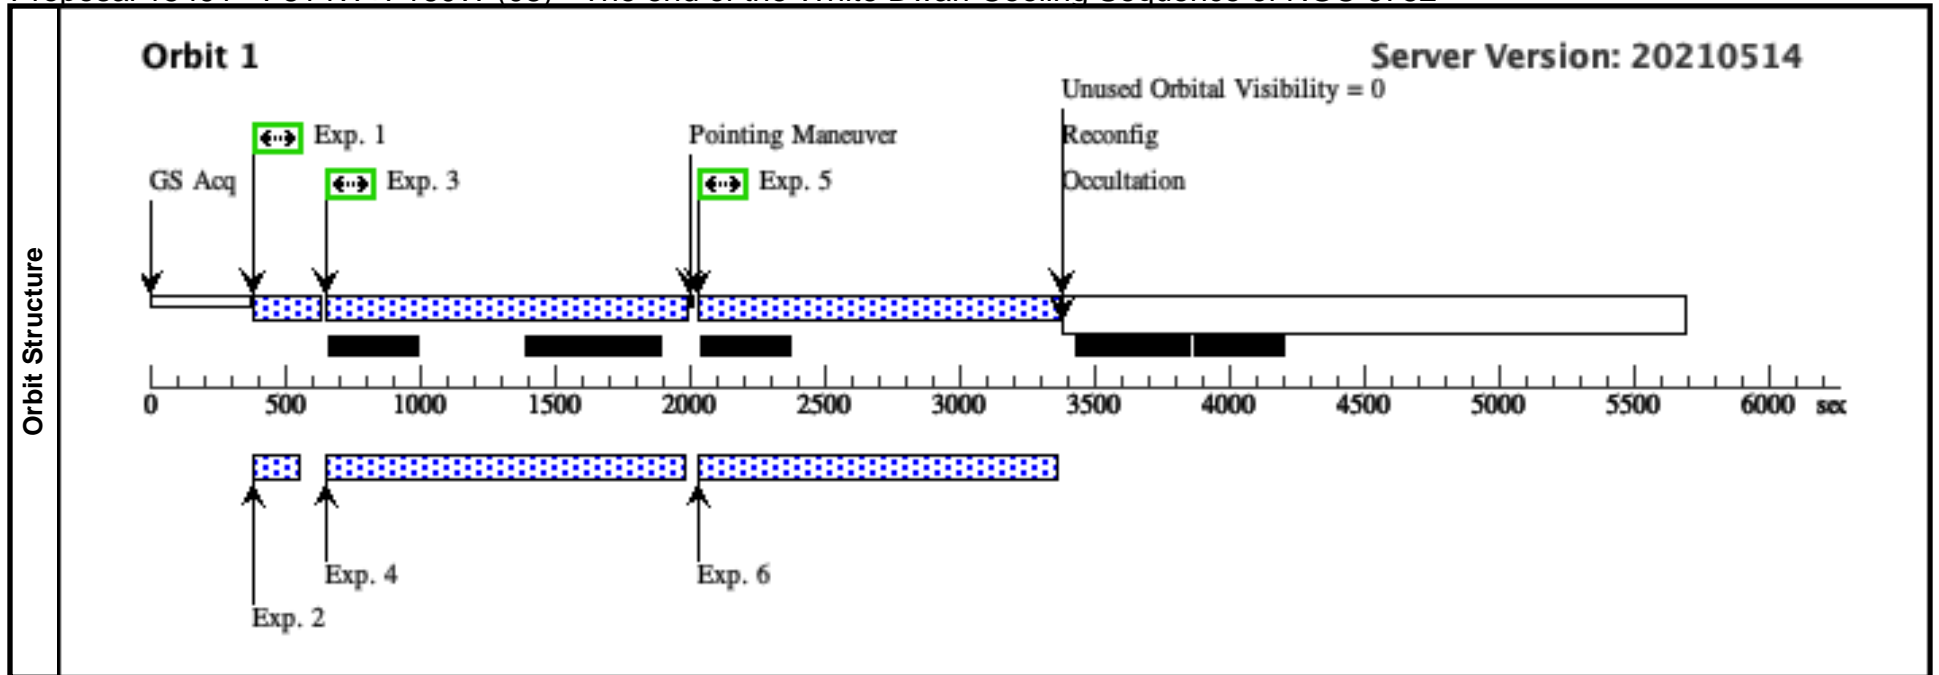 Orbit 1
Server Version: 20210514
Unused Orbital Visibility = 0
Exp. 1
Pointing Maneuver
Reconfig
GS Acq
Exp. 3
Exp. 5
Occultation
Orbit Structure
0 500 1000 1500 2000 2500 3000 3500 4000 4500 5000 5500 6000 sec
Exp. 4
Exp. 6
Exp. 2